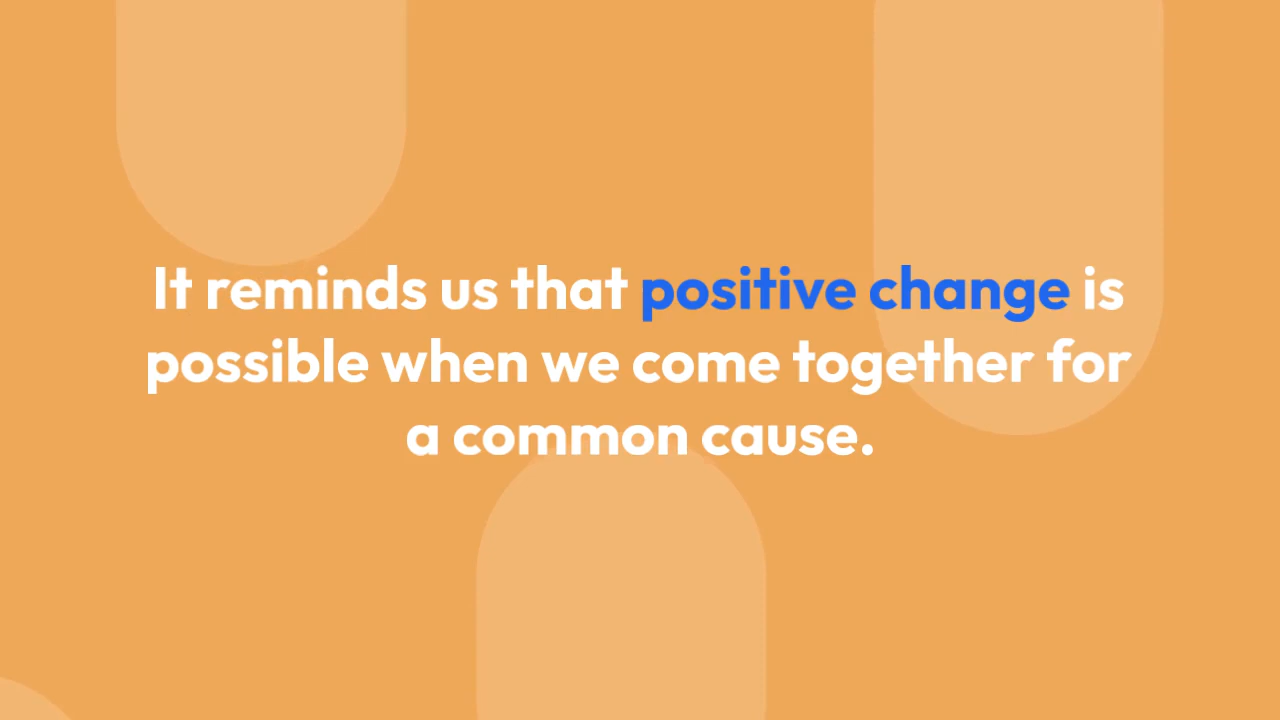 It reminds us that positive change is
possible when we come together for
a common cause.